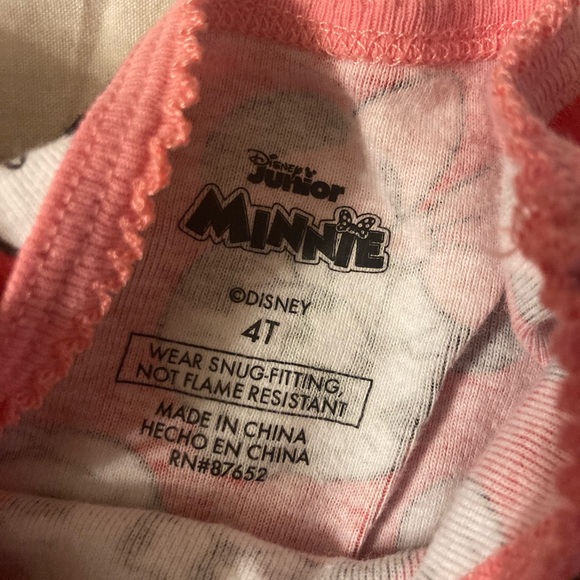 Disney
Junior
MINNIE
©DISNEY
4T
WEAR SNUG-FITTING,
NOT FLAME RESISTANT
MADE IN CHINA
HECHO EN CHINA
RN#87652